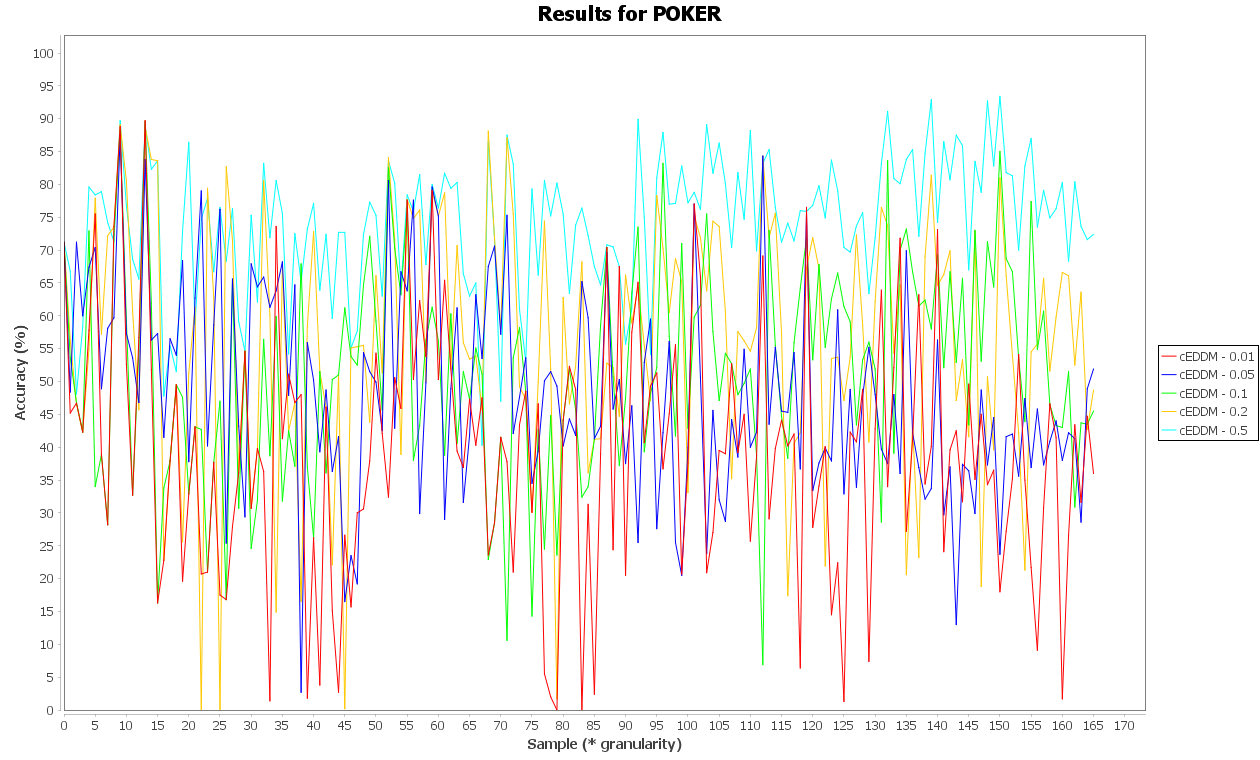 Results for POKER
Accuracy (%)
100
95
90
85
80
75
70
65
60
55
50
45
40
35
30
25
20
15
10
5
0
0 5 10 15 20 25 30 35 40 45 50 55 60 65 70 75 80 85 90 95 100 105 110 115 120 125 130 135 140 145 150 155 160 165 170
Sample (* granularity)
cEDDM - 0.01
cEDDM - 0.05
cEDDM - 0.1
cEDDM - 0.2
cEDDM - 0.5